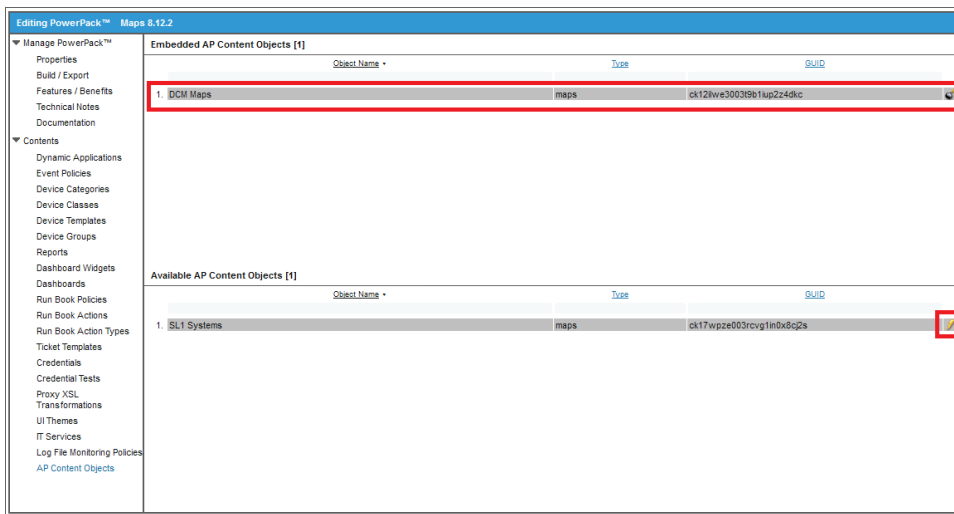 Editing PowerPack™ Maps 8.12.2
Manage PowerPack™
Properties
Build / Export
Features / Benefits
Technical Notes
Documentation
Contents
Dynamic Applications
Event Policies
Device Categories
Device Classes
Device Templates
Device Groups
Reports
Dashboard Widgets
Dashboards
Run Book Policies
Run Book Actions
Run Book Action Types
Ticket Templates
Credentials
Credential Tests
Proxy XSL
Transformations
UI Themes
IT Services
Log File Monitoring Policies
AP Content Objects
Embedded AP Content Objects [1]
Object Name Type GUID
1. DCM Maps maps ck12ilwe3003t9b1iup2z4dkc
Available AP Content Objects [1]
Object Name Type GUID
1. SL1 Systems maps ck17wpze003rcvg1in0x8cj2s